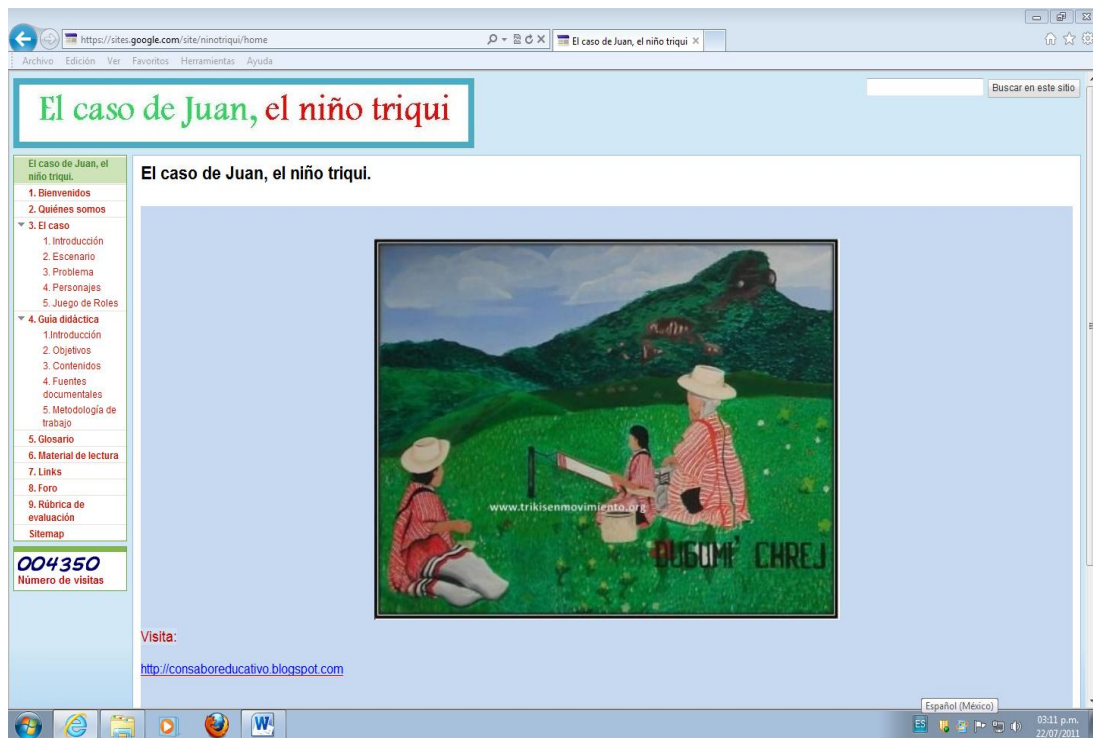 https://sites.google.com/site/ninotriqui/home
El caso de Juan, el niño triqui
Archivo Edición Ver Favoritos Herramientas Ayuda
El caso de Juan, el niño triqui
Buscar en este sitio
El caso de Juan, el
niño triqui.
1. Bienvenidos
2. Quiénes somos
3. El caso
1. Introducción
2. Escenario
3. Problema
4. Personajes
5. Juego de Roles
4. Guia didáctica
1.Introducción
2. Objetivos
3. Contenidos
4. Fuentes
documentales
5. Metodología de
trabajo
5. Glosario
6. Material de lectura
7. Links
8. Foro
9. Rúbrica de
evaluación
Sitemap
004350
Número de visitas
El caso de Juan, el niño triqui.
www.trikisenmovimiento.org
DUGUMI' CHREJ
Visita:
http://consaboreducativo.blogspot.com
Español (México)
ES
03:11 p.m.
22/07/2011